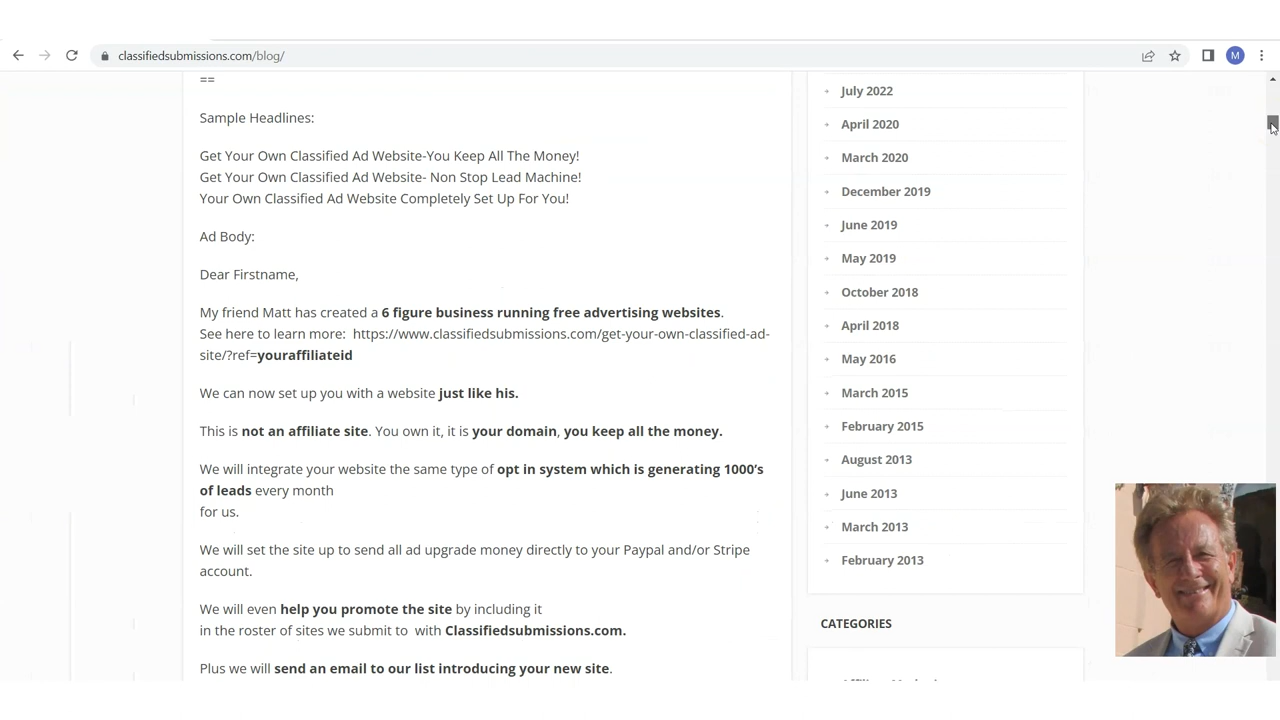 classifiedsubmissions.com/blog/
M
==
Sample Headlines:
Get Your Own Classified Ad Website-You Keep All The Money!
Get Your Own Classified Ad Website- Non Stop Lead Machine!
Your Own Classified Ad Website Completely Set Up For You!
Ad Body:
Dear Firstname,
My friend Matt has created a 6 figure business running free advertising websites.
See here to learn more:  https://www.classifiedsubmissions.com/get-your-own-classified-ad-
site/?ref=youraffiliateid
We can now set up you with a website just like his.
This is not an affiliate site. You own it, it is your domain, you keep all the money.
We will integrate your website the same type of opt in system which is generating 1000’s
of leads every month
for us.
We will set the site up to send all ad upgrade money directly to your Paypal and/or Stripe
account.
We will even help you promote the site by including it
in the roster of sites we submit to  with Classifiedsubmissions.com.
Plus we will send an email to our list introducing your new site.
July 2022
April 2020
March 2020
December 2019
June 2019
May 2019
October 2018
April 2018
May 2016
March 2015
February 2015
August 2013
June 2013
March 2013
February 2013
CATEGORIES